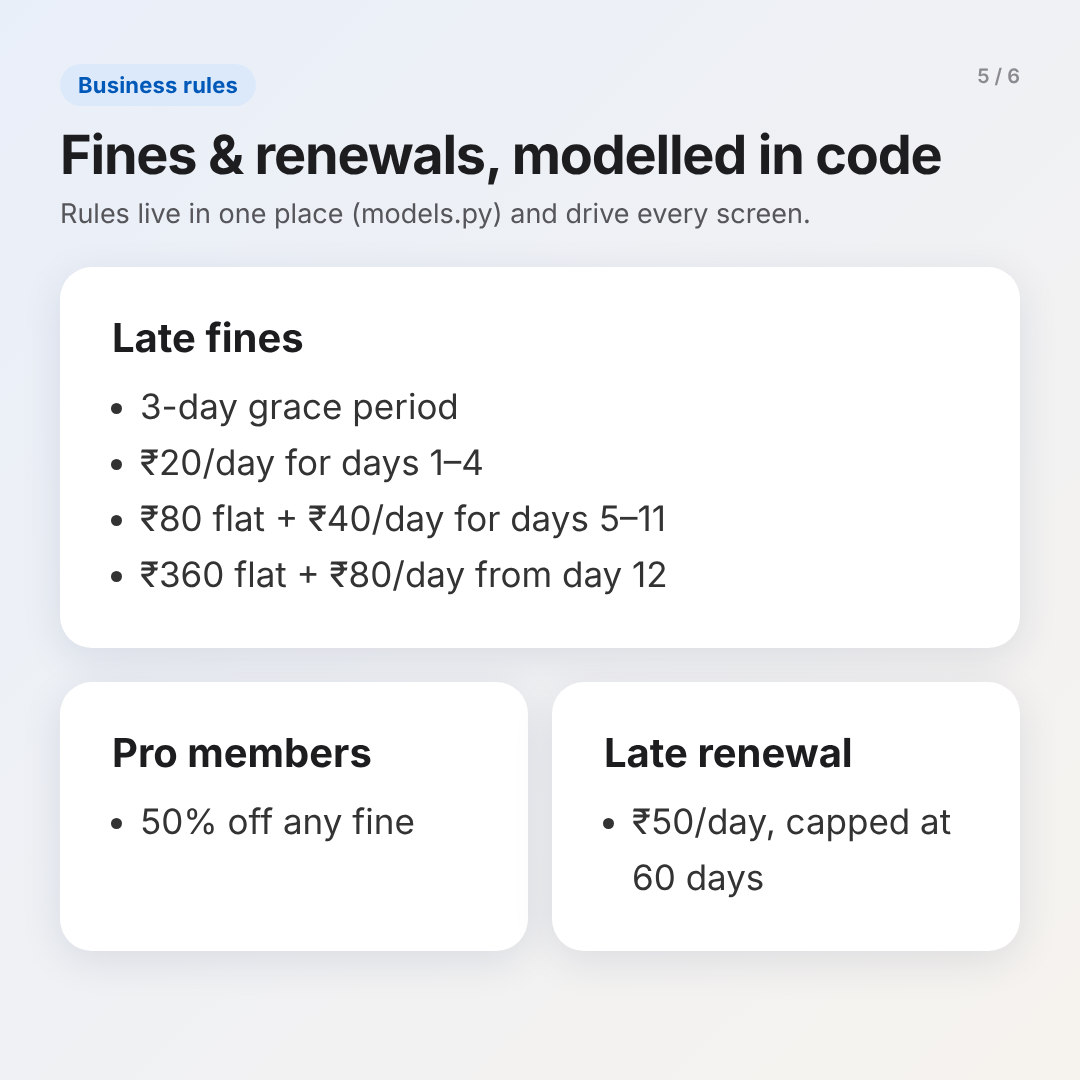 Business rules
5 / 6
Fines & renewals, modelled in code
Rules live in one place (models.py) and drive every screen.
Late fines
• 3-day grace period
• ₹20/day for days 1–4
• ₹80 flat + ₹40/day for days 5–11
• ₹360 flat + ₹80/day from day 12
Pro members
• 50% off any fine
Late renewal
• ₹50/day, capped at
60 days